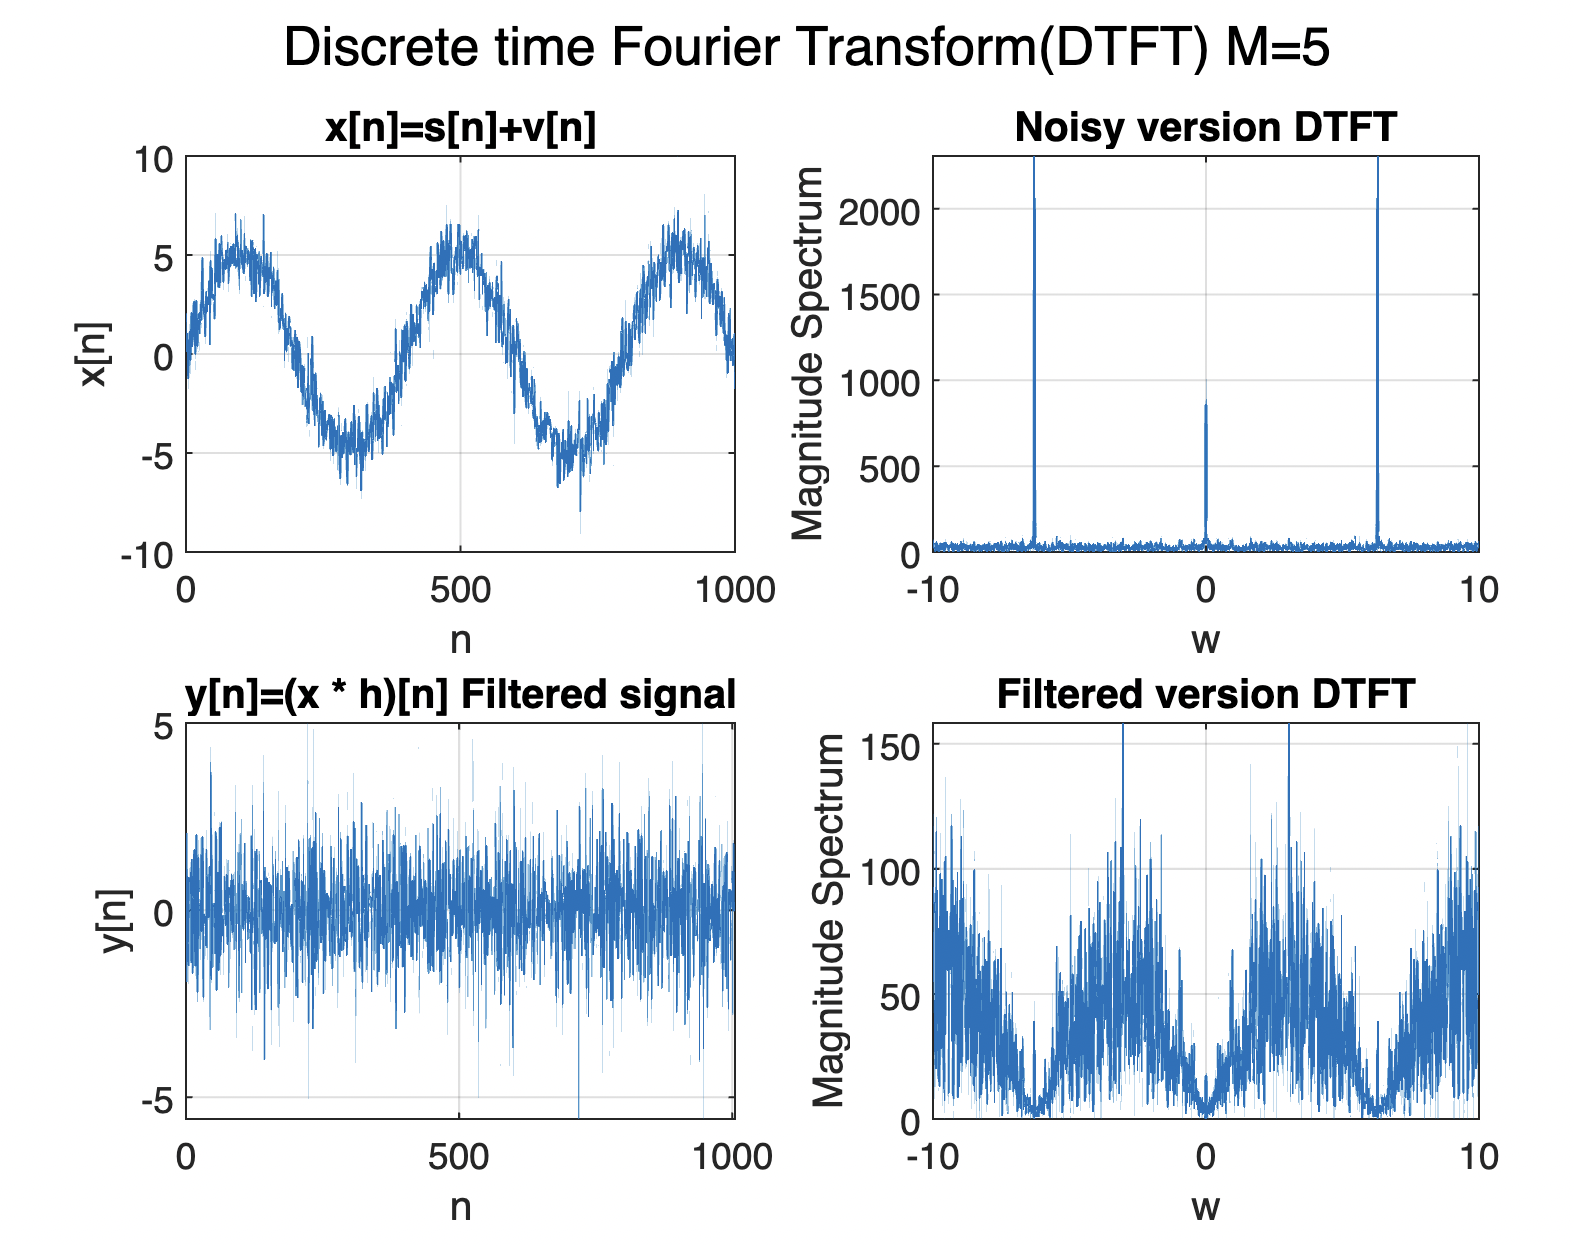 Discrete time Fourier Transform(DTFT) M=5
x[n]=s[n]+v[n]
10
5
0
-5
-10
x[n]
0 500 1000
n
Noisy version DTFT
2000
1500
1000
500
0
Magnitude Spectrum
-10 0 10
w
y[n]=(x * h)[n] Filtered signal
5
0
-5
y[n]
0 500 1000
n
Filtered version DTFT
150
100
50
0
Magnitude Spectrum
-10 0 10
w